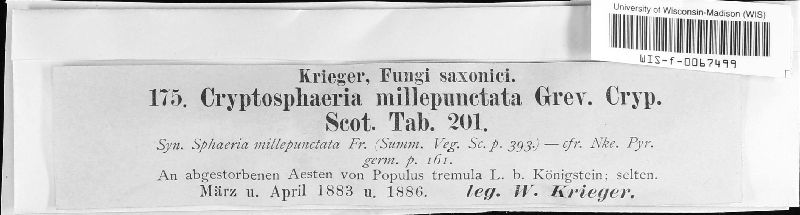 University of Wisconsin-Madison (WIS)
WIS-f-0067499
Krieger, Fungi saxonici.
175. Cryptosphaeria millepunctata Grev. Cryp.
Scot. Tab. 201.
Syn. Sphaeria millepunctata Fr. (Summ. Veg. Sc. p. 393.) — cfr. Nke. Pyr.
germ. p. 161.
An abgestorbenen Aesten von Populus tremula L. b. Königstein; selten.
März u. April 1883 u. 1886. leg. W. Krieger.